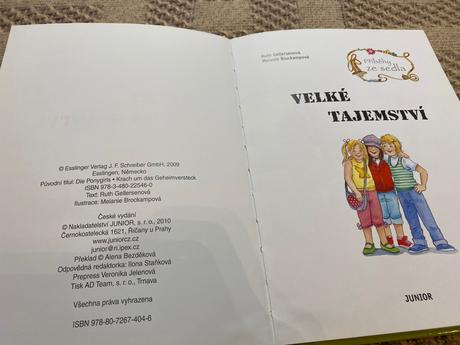 © Esslinger Verlag J. F. Schreiber GmbH, 2009
Esslingen, Německo
Původní titul: Die Ponygirls • Krach um das Geheimversteck
ISBN 978-3-480-22546-0
Text: Ruth Gellersenová
Ilustrace: Melanie Brockampová
České vydání
© Nakladatelství JUNIOR, s. r. o., 2010
Černokostelecká 1621, Říčany u Prahy
www.juniorcz.cz
junior@ri.ipex.cz
Překlad © Alena Bezděková
Odpovědná redaktorka: Ilona Staňková
Prepress Veronika Jelenová
Tisk AD Team, s. r. o., Trnava
Všechna práva vyhrazena
ISBN 978-80-7267-404-6
Ruth Gellersenová
Melanie Brockampová
Příběhy
ze sedla
VELKÉ
TAJEMSTVÍ
JUNIOR